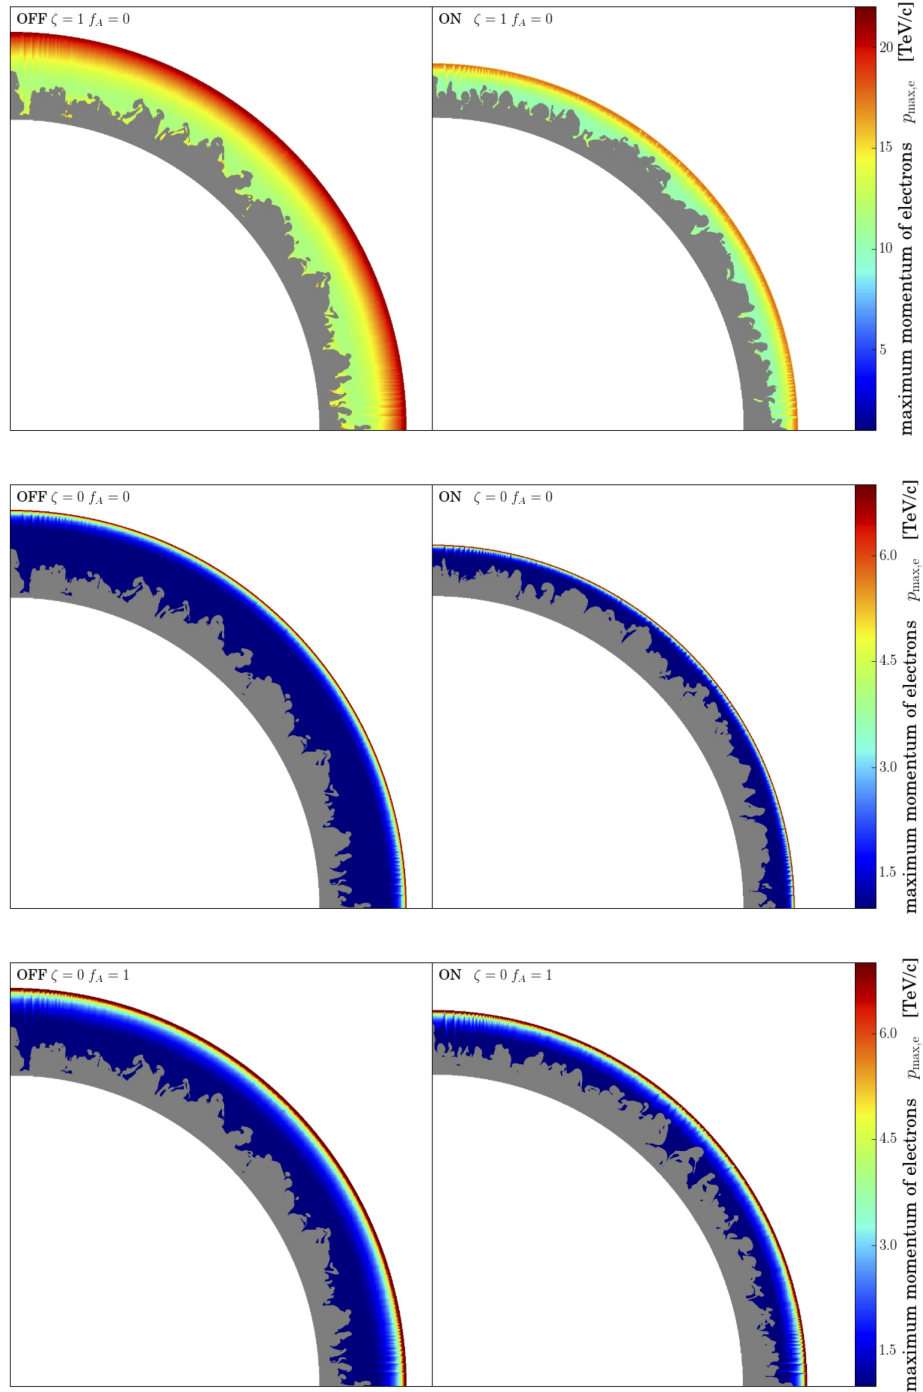 OFF ζ = 1 f_A = 0
ON ζ = 1 f_A = 0
20
15
10
5
maximum momentum of electrons p_max,e [TeV/c]
OFF ζ = 0 f_A = 0
ON ζ = 0 f_A = 0
6.0
4.5
3.0
1.5
maximum momentum of electrons p_max,e [TeV/c]
OFF ζ = 0 f_A = 1
ON ζ = 0 f_A = 1
6.0
4.5
3.0
1.5
maximum momentum of electrons p_max,e [TeV/c]